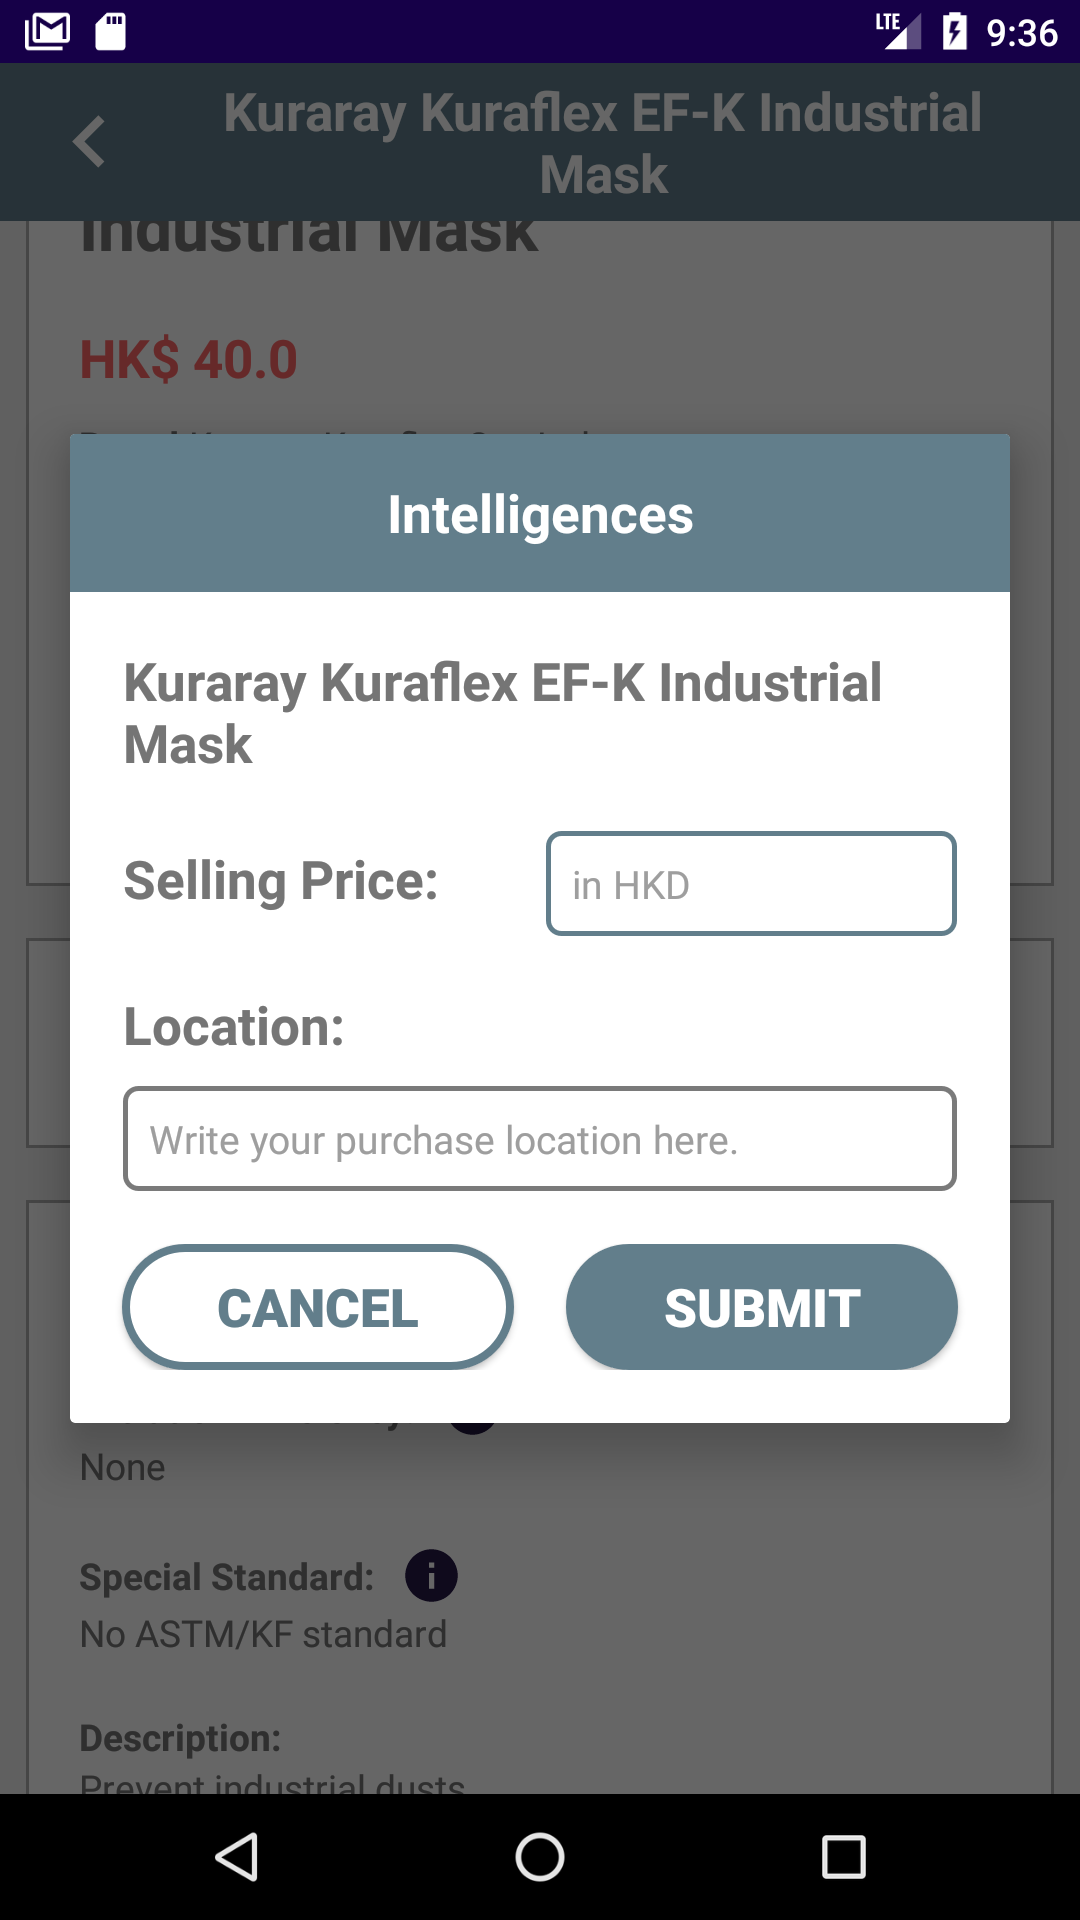 LTE 9:36
Kuraray Kuraflex EF-K Industrial
Mask
Industrial Mask
HK$ 40.0
Intelligences
Kuraray Kuraflex EF-K Industrial
Mask
Selling Price:
in HKD
Location:
Write your purchase location here.
CANCEL
SUBMIT
None
Special Standard:
No ASTM/KF standard
Description:
Prevent industrial dusts